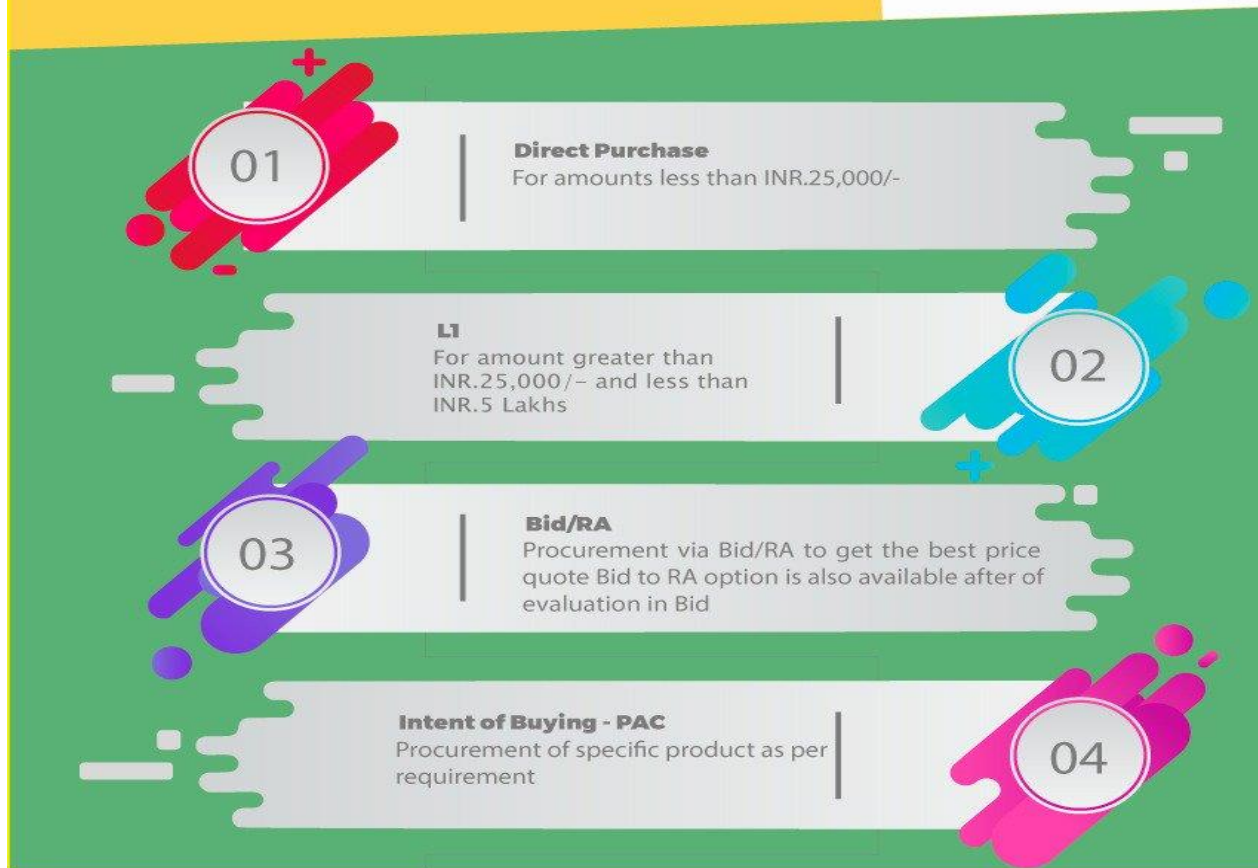 01
Direct Purchase
For amounts less than INR.25,000/-
L1
For amount greater than
INR.25,000/- and less than
INR.5 Lakhs
02
03
Bid/RA
Procurement via Bid/RA to get the best price
quote Bid to RA option is also available after of
evaluation in Bid
Intent of Buying - PAC
Procurement of specific product as per
requirement
04